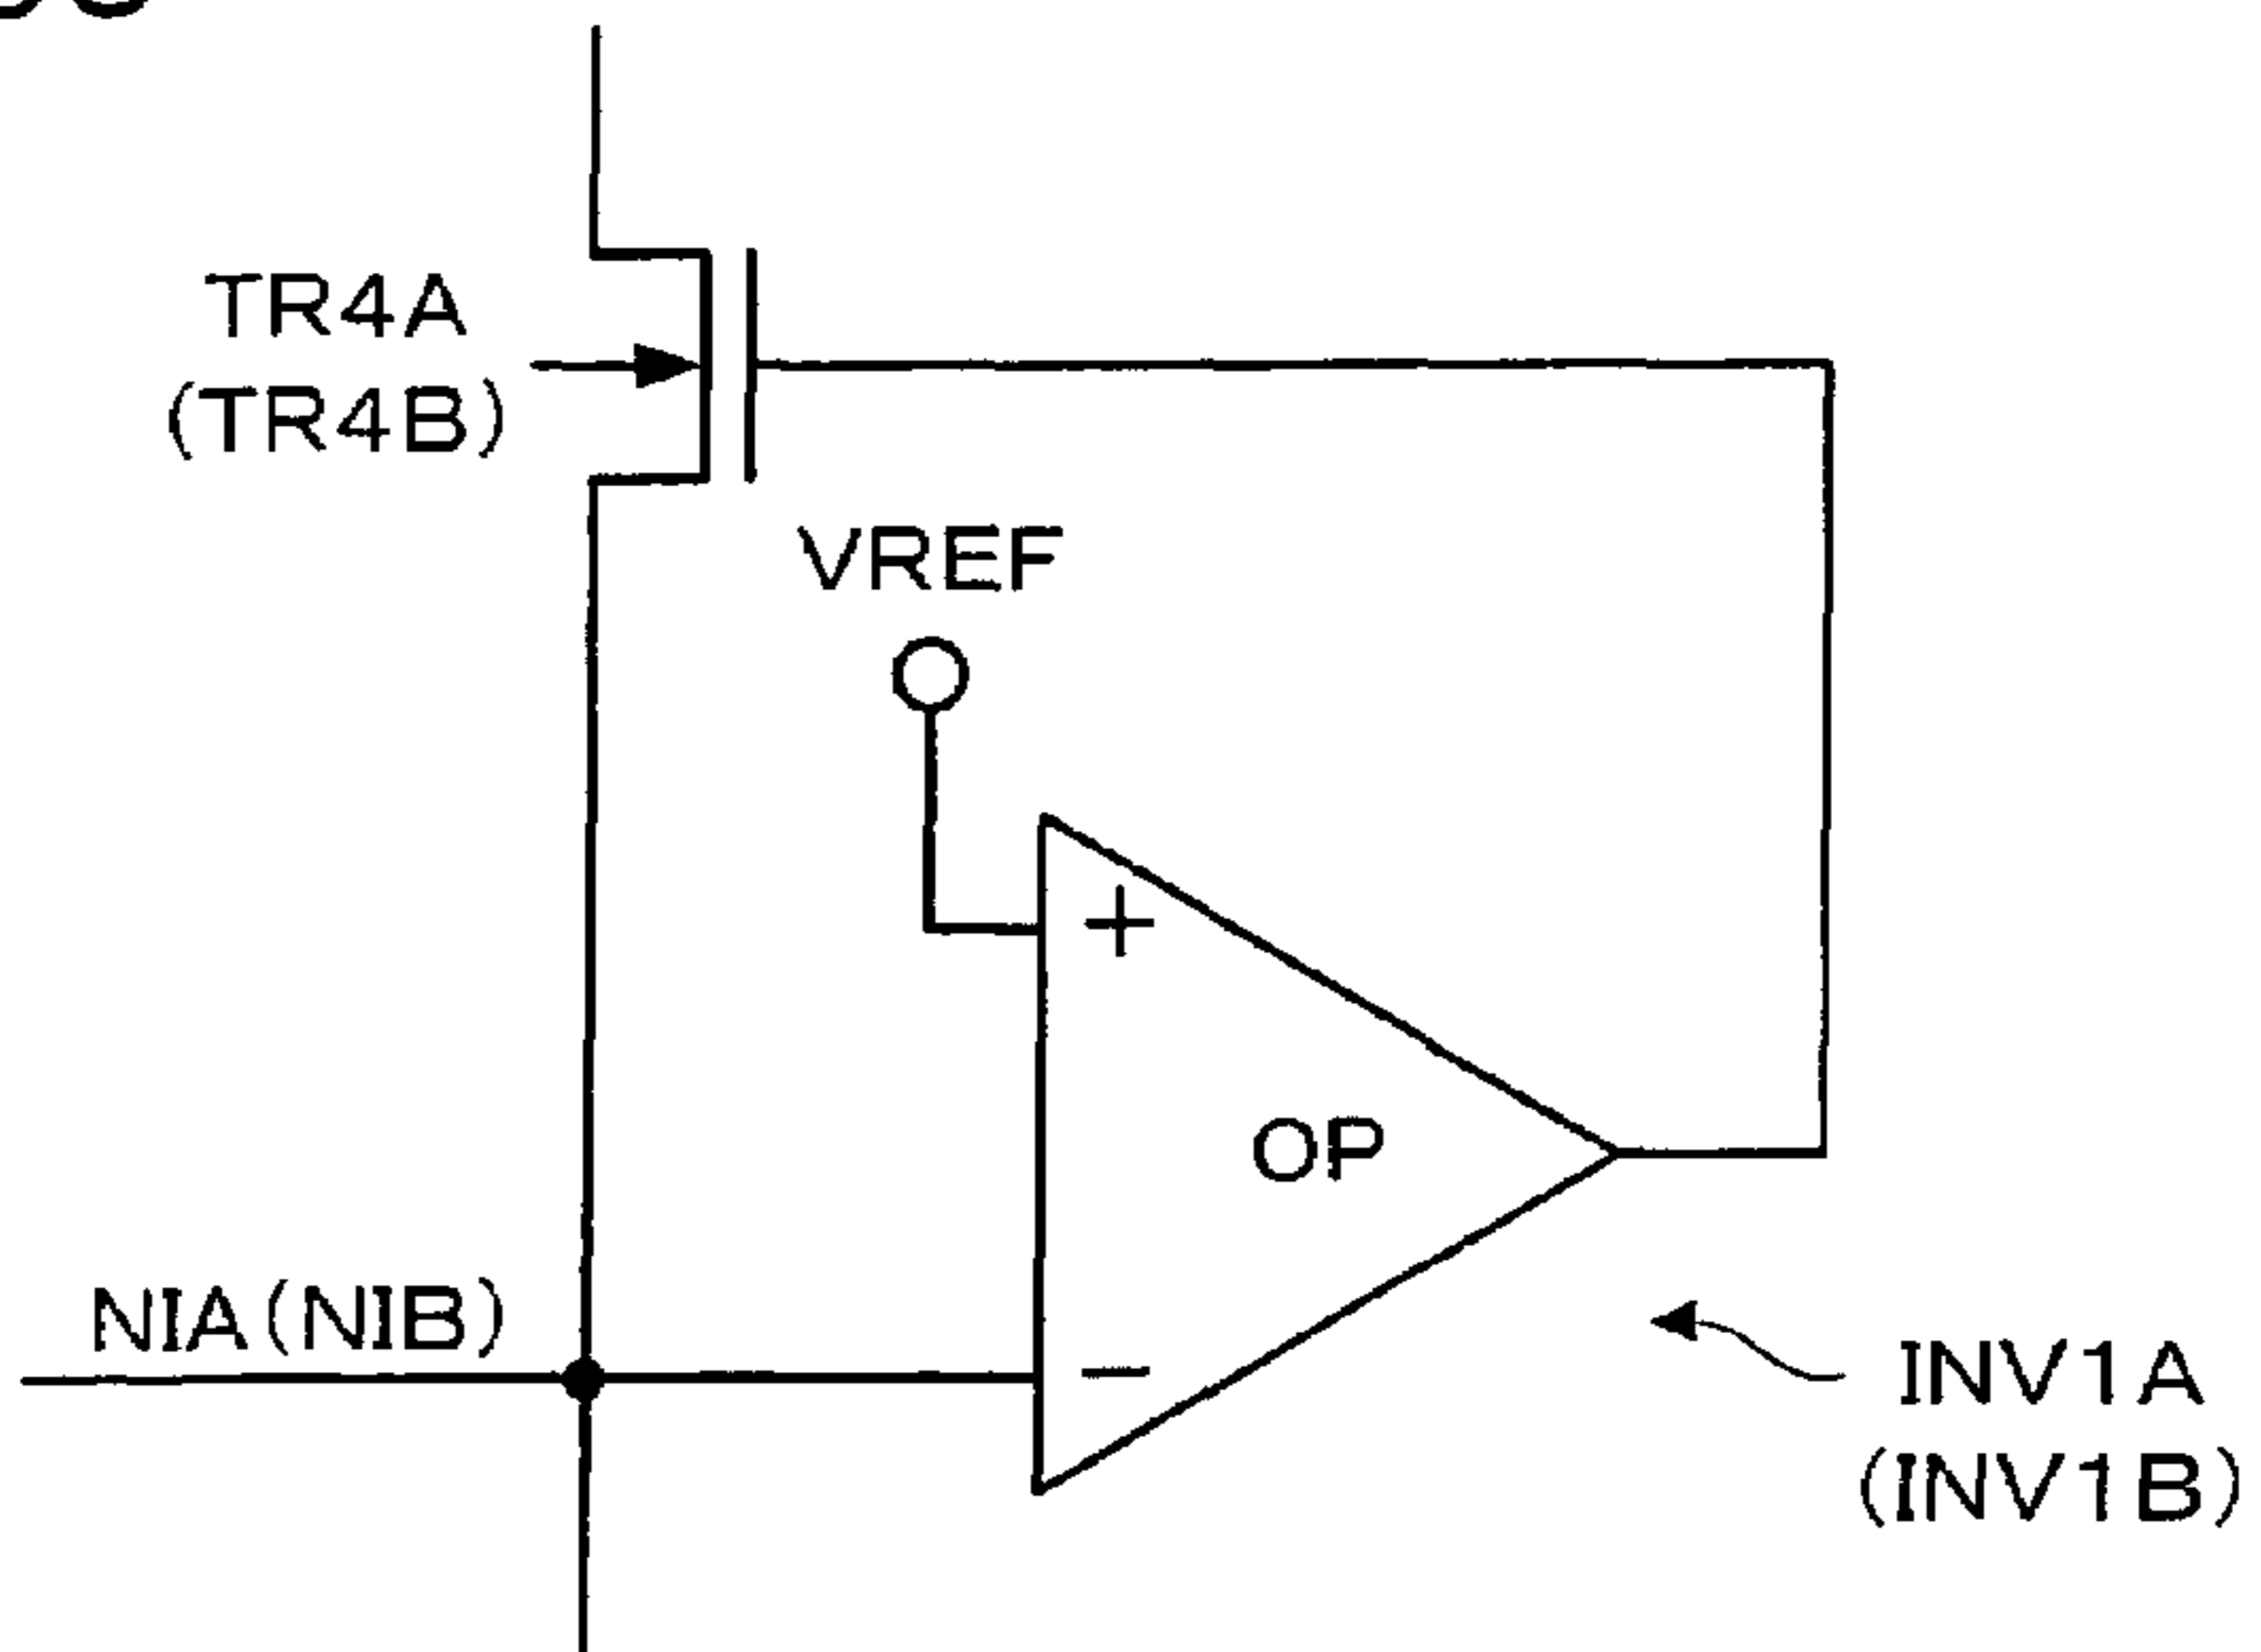 TR4A
(TR4B)
VREF
+
OP
NIA(NIB)
−
INV1A
(INV1B)